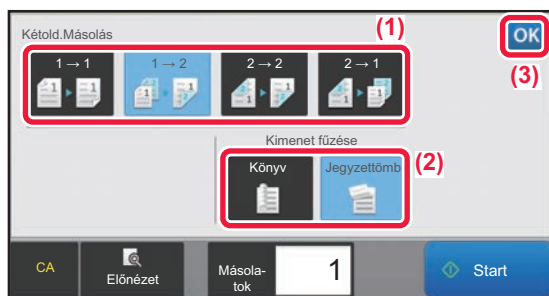 Kétold.Másolás
(1)
OK
(3)
1 → 1
1 → 2
2 → 2
2 → 1
Kimenet fűzése
Könyv
Jegyzettömb
(2)
CA
Előnézet
Másola-
tok
1
Start